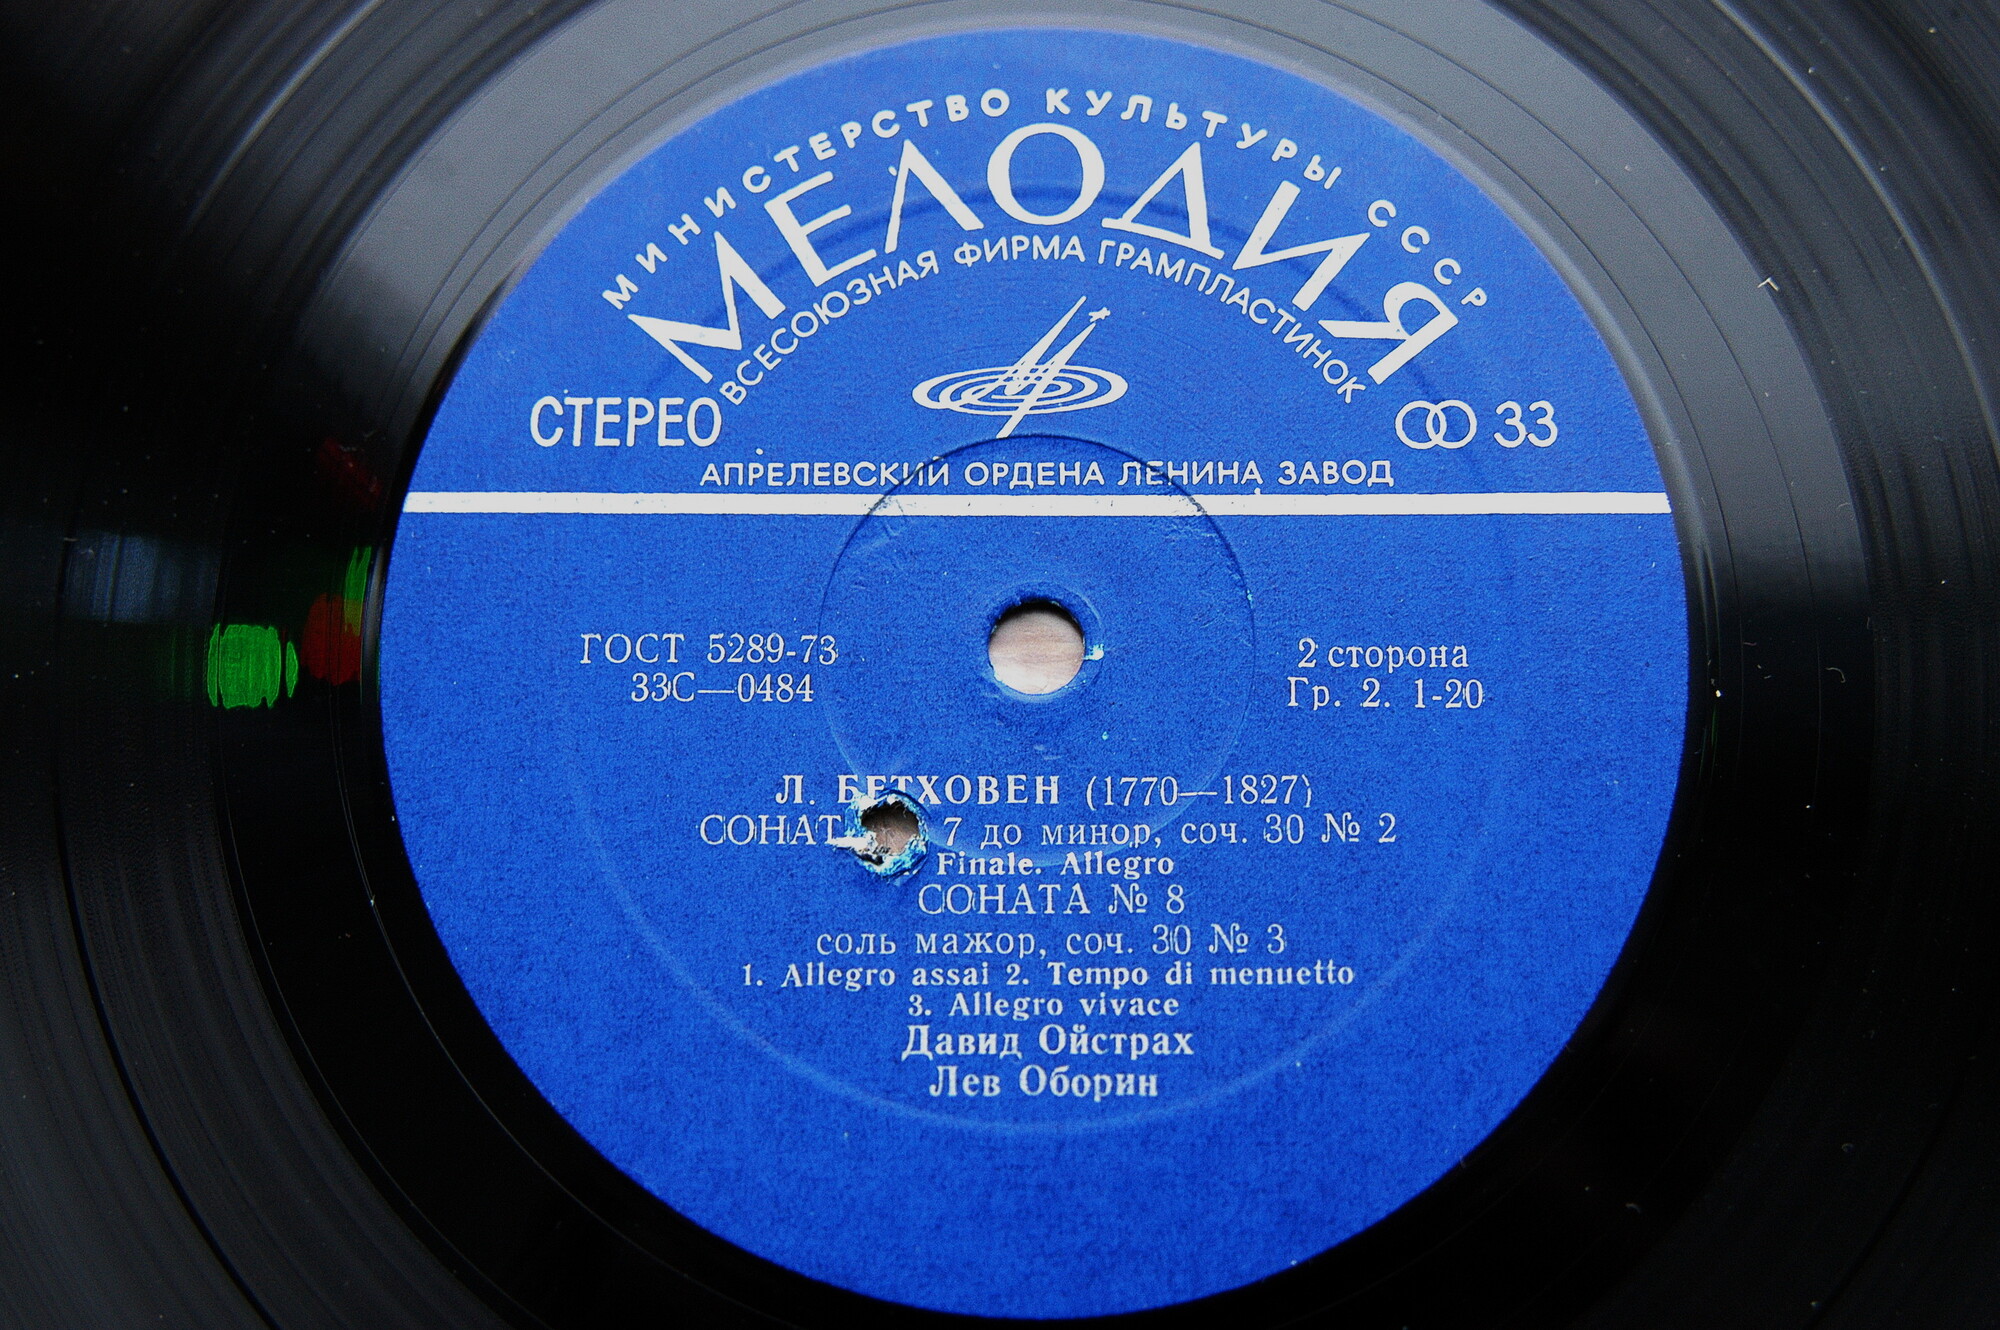 МИНИСТЕРСТВО КУЛЬТУРЫ СССР
МЕЛОДИЯ
ВСЕСОЮЗНАЯ ФИРМА ГРАМПЛАСТИНОК
СТЕРЕО
33
АПРЕЛЕВСКИЙ ОРДЕНА ЛЕНИНА ЗАВОД
ГОСТ 5289-73
33С—0484
2 сторона
Гр. 2. 1-20
Л. БЕТХОВЕН (1770—1827)
7 до минор, соч. 30 № 2
Finale. Allegro
СОНАТА № 8
соль мажор, соч. 30 № 3
1. Allegro assai 2. Tempo di menuetto
3. Allegro vivace
Давид Ойстрах
Лев Оборин